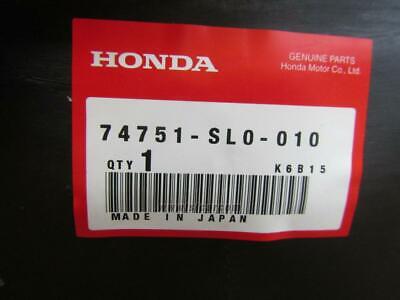 HONDA
GENUINE PARTS
Honda Motor Co., Ltd.
74751-SL0-010
QTY 1
K6B15
MADE IN JAPAN